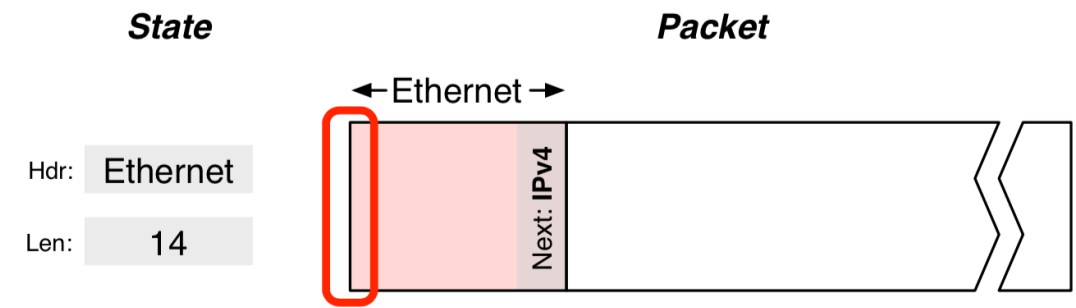 State
Packet
Ethernet
Hdr: Ethernet
Len: 14
Next: IPv4